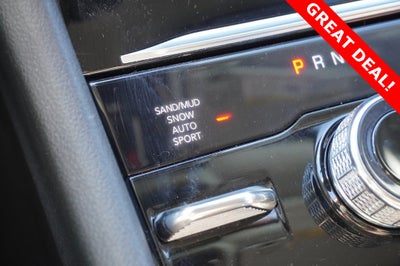 GREAT DEAL!
P R N
SAND/MUD
SNOW
AUTO
SPORT